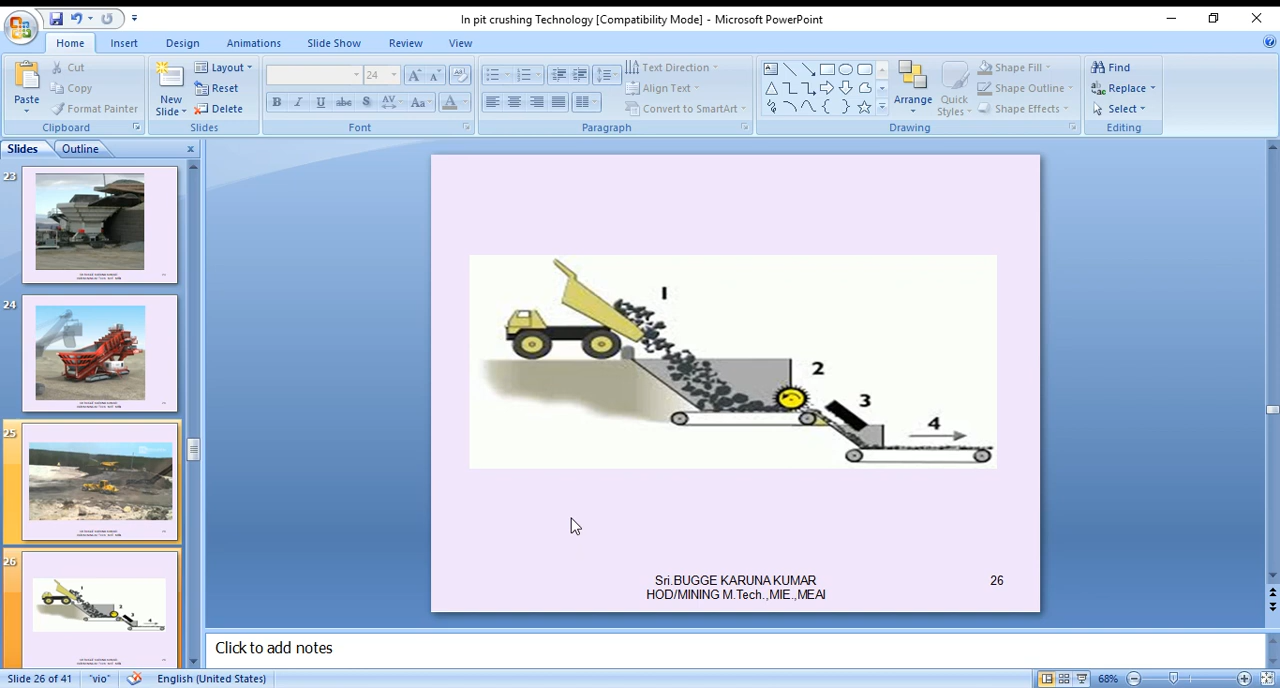 In pit crushing Technology [Compatibility Mode] - Microsoft PowerPoint
Home Insert Design Animations Slide Show Review View
Paste
Cut
Copy
Format Painter
Clipboard
New Slide
Layout
Reset
Delete
Slides
24
B I U abc S AV Aa A
Font
Text Direction
Align Text
Convert to SmartArt
Paragraph
Arrange
Quick Styles
Shape Fill
Shape Outline
Shape Effects
Drawing
Find
Replace
Select
Editing
Slides Outline
23
24
25
26
1
2
3
4
Sri.BUGGE KARUNA KUMAR
HOD/MINING M.Tech.,MIE.,MEAI
26
Click to add notes
Slide 26 of 41 "vio" English (United States) 68%